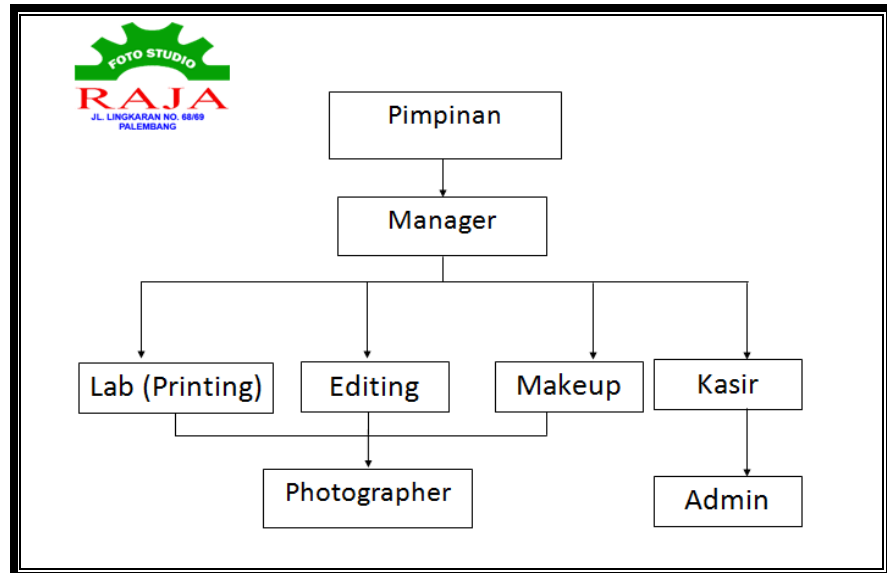 FOTO STUDIO
RAJA
JL. LINGKARAN NO. 68/69
PALEMBANG
Pimpinan
Manager
Lab (Printing)
Editing
Makeup
Kasir
Photographer
Admin